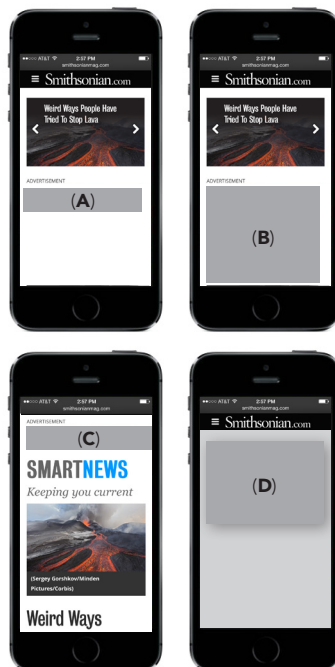 AT&T 2:57 PM
smithsonianmag.com
Smithsonian.com
Weird Ways People Have
Tried To Stop Lava
ADVERTISEMENT
(A)
AT&T 2:57 PM
smithsonianmag.com
Smithsonian.com
Weird Ways People Have
Tried To Stop Lava
ADVERTISEMENT
(B)
AT&T 2:57 PM
smithsonianmag.com
ADVERTISEMENT
(C)
SMARTNEWS
Keeping you current
(Sergey Gorshkov/Minden
Pictures/Corbis)
Weird Ways
AT&T 2:57 PM
smithsonianmag.com
Smithsonian.com
(D)